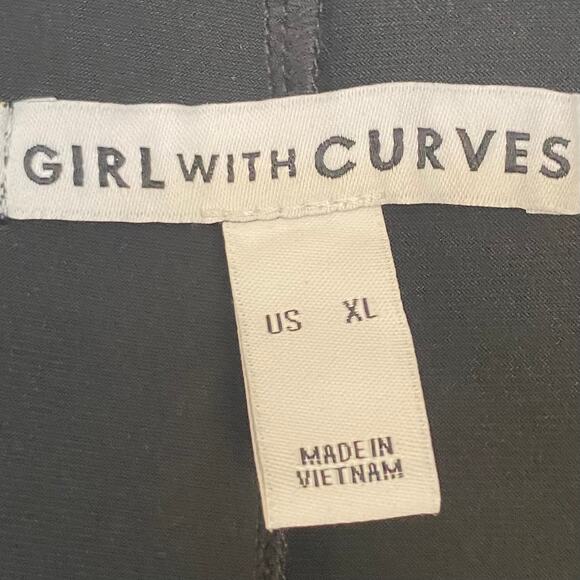 GIRL WITH CURVES
US XL
MADE IN
VIETNAM